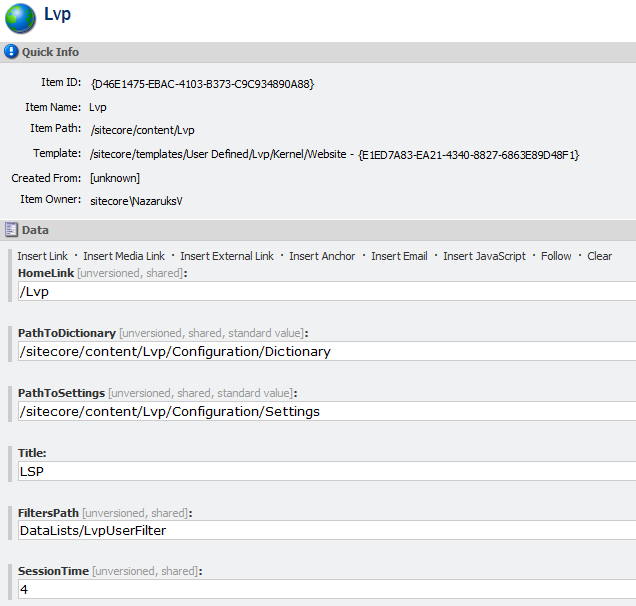 Lvp
Quick Info
Item ID: {D46E1475-EBAC-4103-B373-C9C934890A88}
Item Name: Lvp
Item Path: /sitecore/content/Lvp
Template: /sitecore/templates/User Defined/Lvp/Kernel/Website - {E1ED7A83-EA21-4340-8827-6863E89D48F1}
Created From: [unknown]
Item Owner: sitecore\NazaruksV
Data
Insert Link · Insert Media Link · Insert External Link · Insert Anchor · Insert Email · Insert JavaScript · Follow · Clear
HomeLink [unversioned, shared]:
/Lvp
PathToDictionary [unversioned, shared, standard value]:
/sitecore/content/Lvp/Configuration/Dictionary
PathToSettings [unversioned, shared, standard value]:
/sitecore/content/Lvp/Configuration/Settings
Title:
LSP
FiltersPath [unversioned, shared]:
DataLists/LvpUserFilter
SessionTime [unversioned, shared]:
4